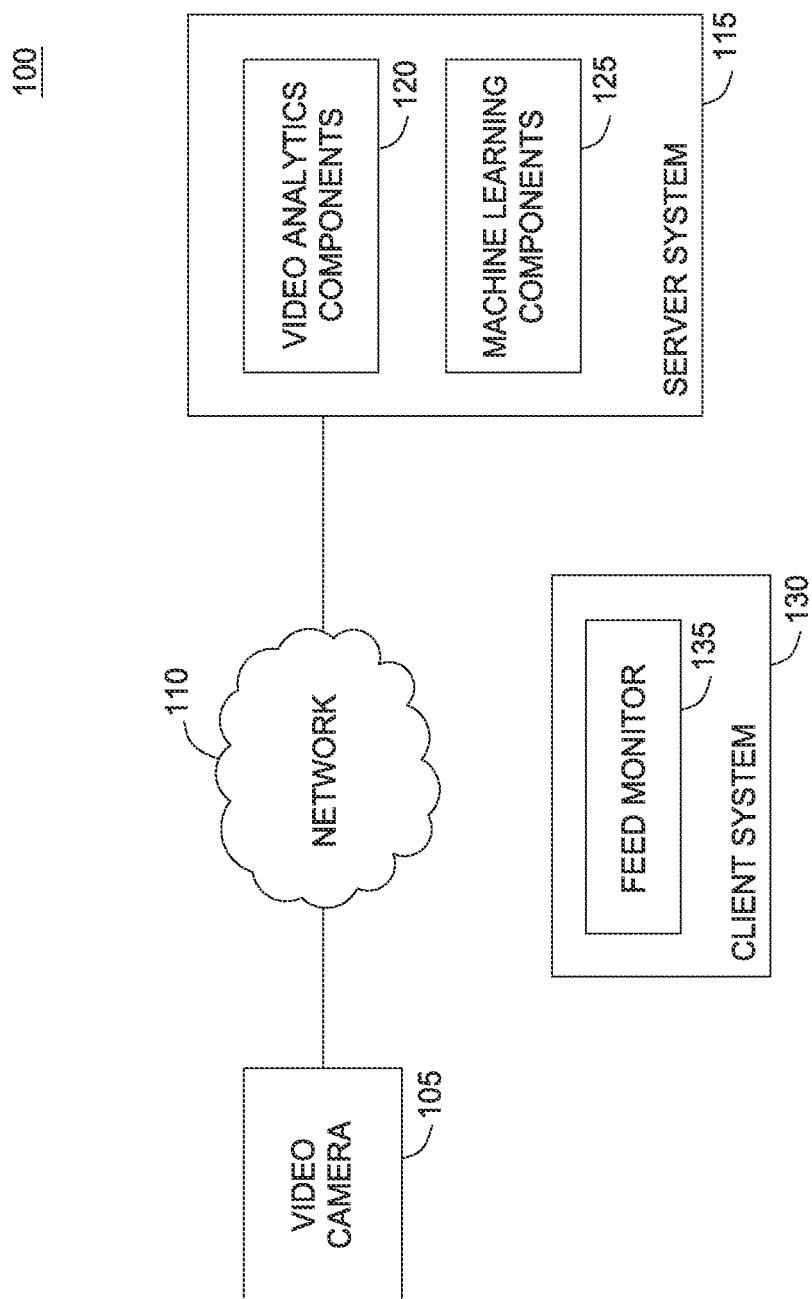 100
VIDEO
CAMERA
105
NETWORK
110
VIDEO ANALYTICS
COMPONENTS
120
MACHINE LEARNING
COMPONENTS
125
SERVER SYSTEM
115
FEED MONITOR
135
CLIENT SYSTEM
130